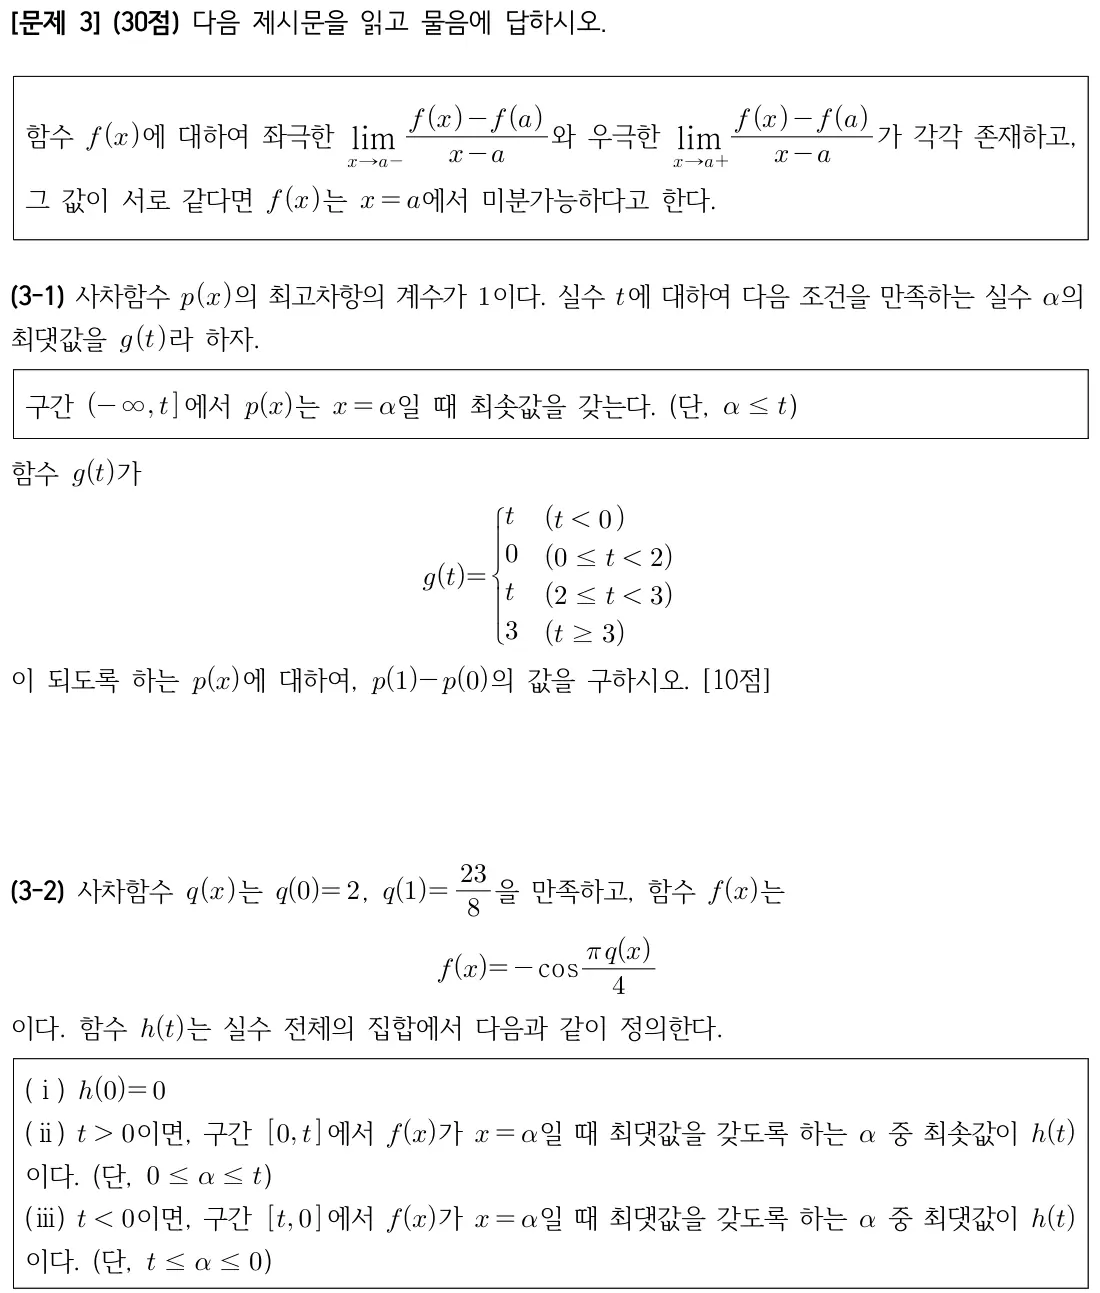 [문제 3] (30점) 다음 제시문을 읽고 물음에 답하시오.
함수 f(x)에 대하여 좌극한 lim_{x→a-} (f(x)-f(a))/(x-a)와 우극한 lim_{x→a+} (f(x)-f(a))/(x-a)가 각각 존재하고,
그 값이 서로 같다면 f(x)는 x=a에서 미분가능하다고 한다.
(3-1) 사차함수 p(x)의 최고차항의 계수가 1이다. 실수 t에 대하여 다음 조건을 만족하는 실수 α의
최댓값을 g(t)라 하자.
구간 (-∞, t]에서 p(x)는 x=α일 때 최솟값을 갖는다. (단, α≤t)
함수 g(t)가
g(t)={ t (t<0)
0 (0≤t<2)
t (2≤t<3)
3 (t≥3)
이 되도록 하는 p(x)에 대하여, p(1)-p(0)의 값을 구하시오. [10점]
(3-2) 사차함수 q(x)는 q(0)=2, q(1)=23/8을 만족하고, 함수 f(x)는
f(x)=-cos πq(x)/4
이다. 함수 h(t)는 실수 전체의 집합에서 다음과 같이 정의한다.
(ⅰ) h(0)=0
(ⅱ) t>0이면, 구간 [0, t]에서 f(x)가 x=α일 때 최댓값을 갖도록 하는 α 중 최솟값이 h(t)
이다. (단, 0≤α≤t)
(ⅲ) t<0이면, 구간 [t, 0]에서 f(x)가 x=α일 때 최댓값을 갖도록 하는 α 중 최댓값이 h(t)
이다. (단, t≤α≤0)